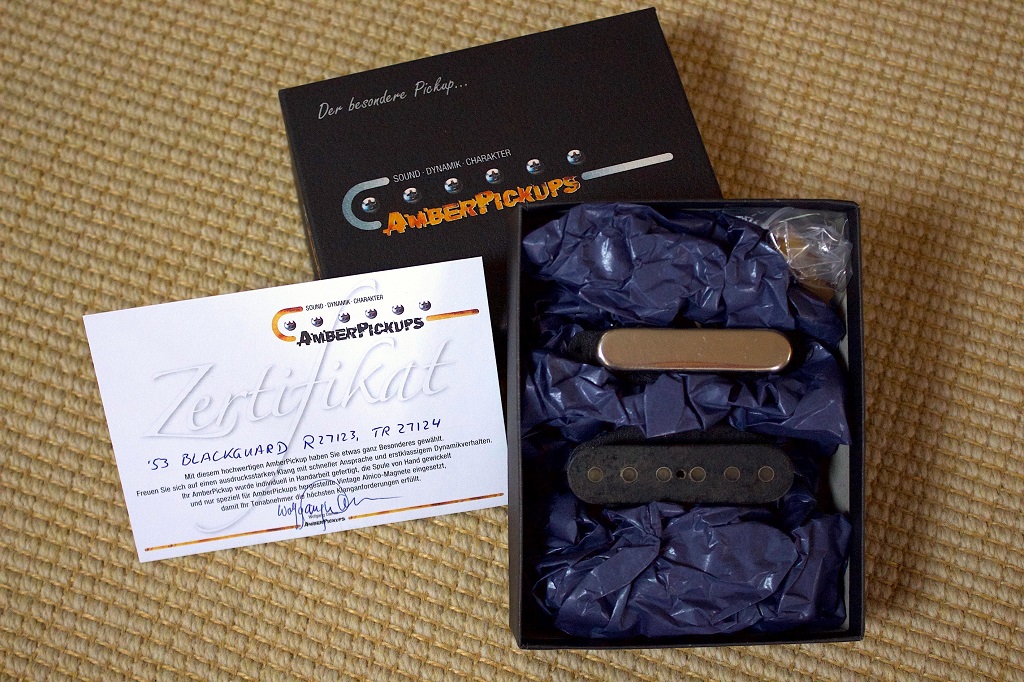 Der besondere Pickup...
SOUND · DYNAMIK · CHARAKTER
AMBERPICKUPS
SOUND · DYNAMIK · CHARAKTER
AMBERPICKUPS
Zertifikat
'53 BLACKGUARD R27123, TR 27124
Mit diesem hochwertigen AmberPickup haben Sie etwas ganz Besonderes gewählt.
Freuen Sie sich auf einen ausdrucksstarken Klang mit schneller Ansprache und erstklassigem Dynamikverhalten.
Ihr AmberPickup wurde individuell in Handarbeit gefertigt, die Spule von Hand gewickelt
und nur speziell für AmberPickups hergestellte Vintage Alnico-Magnete eingesetzt,
damit Ihr Tonabnehmer die höchsten Klanganforderungen erfüllt.
Wolfgang
AMBERPICKUPS